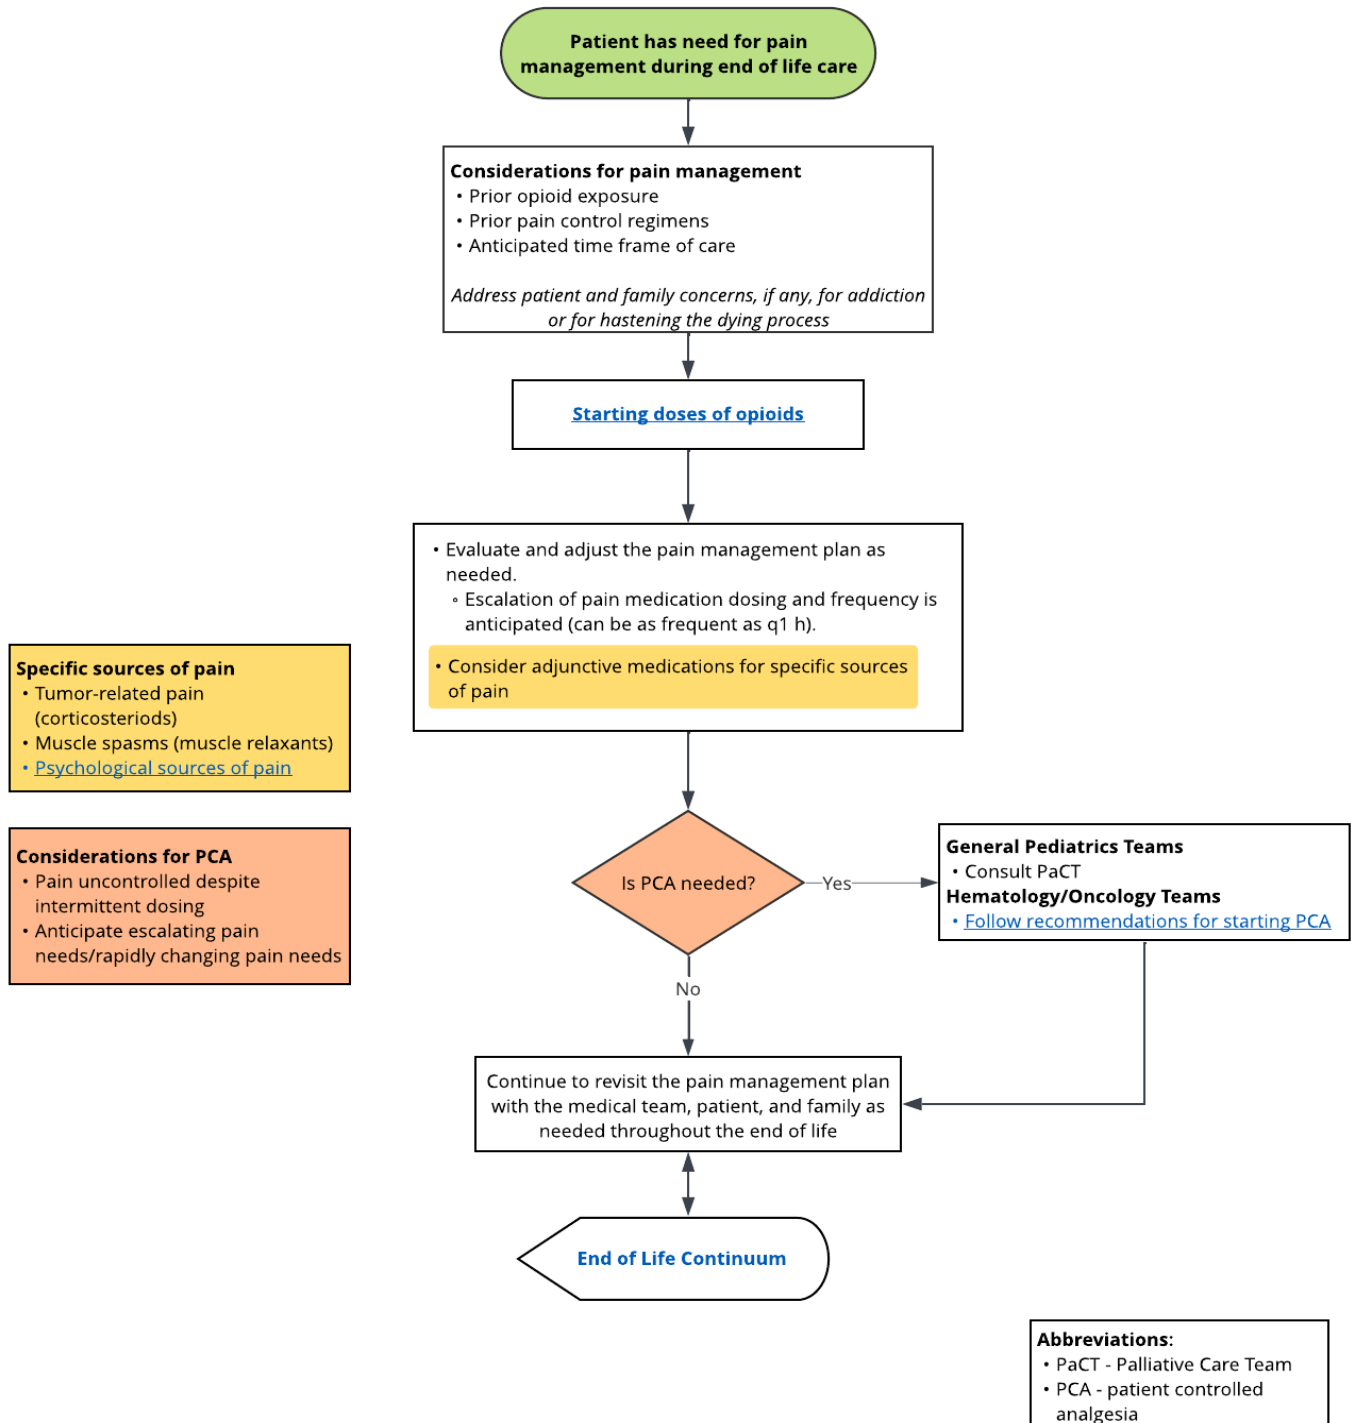 Patient has need for pain
management during end of life care
Considerations for pain management
• Prior opioid exposure
• Prior pain control regimens
• Anticipated time frame of care
Address patient and family concerns, if any, for addiction
or for hastening the dying process
Starting doses of opioids
• Evaluate and adjust the pain management plan as
needed.
◦ Escalation of pain medication dosing and frequency is
anticipated (can be as frequent as q1 h).
• Consider adjunctive medications for specific sources
of pain
Specific sources of pain
• Tumor-related pain
(corticosteriods)
• Muscle spasms (muscle relaxants)
• Psychological sources of pain
Considerations for PCA
• Pain uncontrolled despite
intermittent dosing
• Anticipate escalating pain
needs/rapidly changing pain needs
Is PCA needed?
Yes
General Pediatrics Teams
• Consult PaCT
Hematology/Oncology Teams
• Follow recommendations for starting PCA
No
Continue to revisit the pain management plan
with the medical team, patient, and family as
needed throughout the end of life
End of Life Continuum
Abbreviations:
• PaCT - Palliative Care Team
• PCA - patient controlled
analgesia